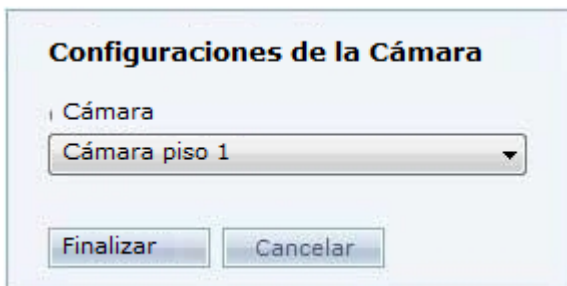 Configuraciones de la Cámara
Cámara
Cámara piso 1
Finalizar Cancelar